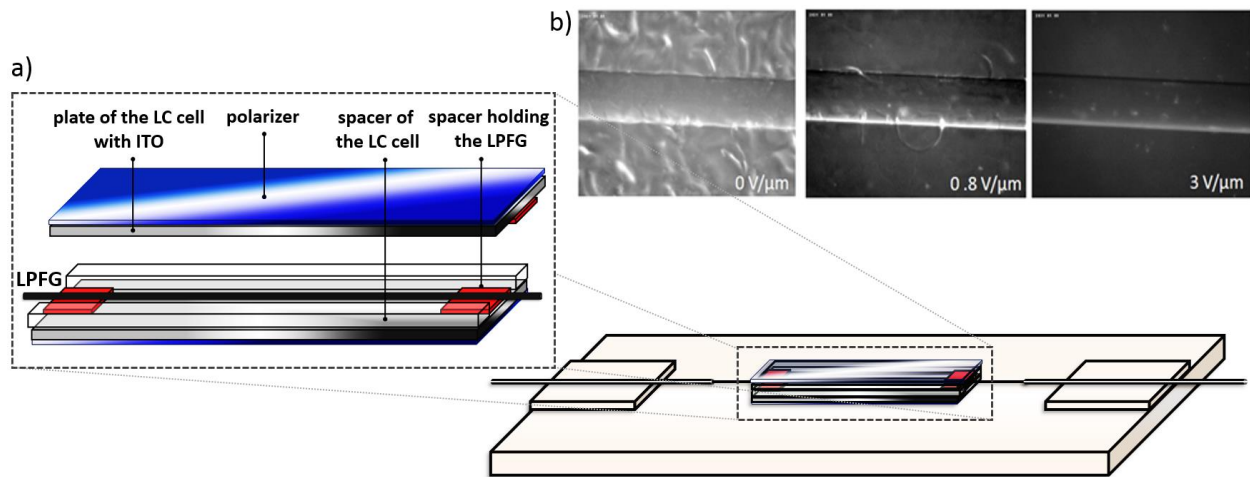 b)
0 V/μm
0 .8 V/μm
3 V/μm
a)
plate of the LC cell
with ITO
polarizer
spacer of
the LC cell
spacer holding
the LPFG
LPFG